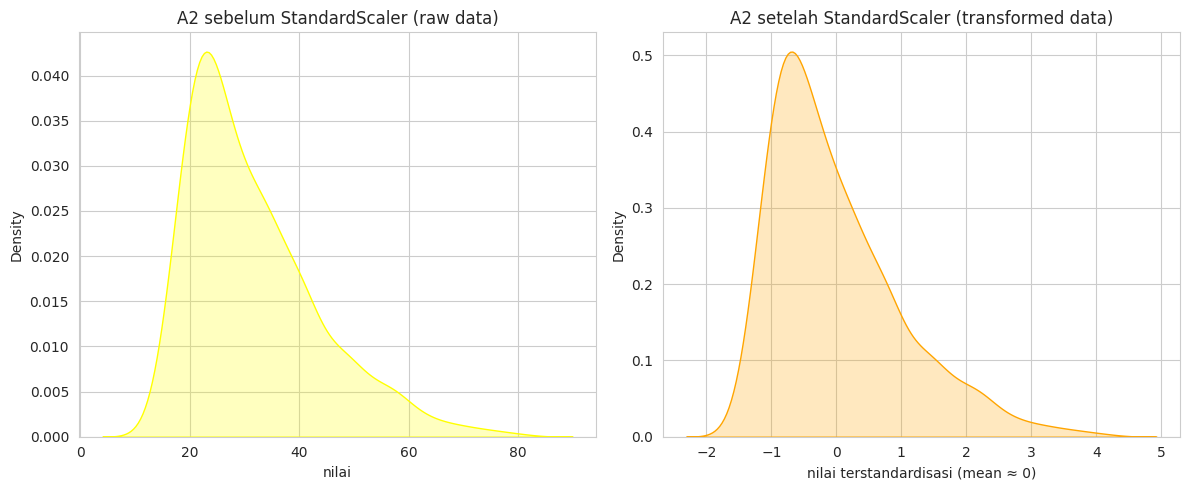 A2 sebelum StandardScaler (raw data)
Density
0.040
0.035
0.030
0.025
0.020
0.015
0.010
0.005
0.000
0 20 40 60 80
nilai
A2 setelah StandardScaler (transformed data)
Density
0.5
0.4
0.3
0.2
0.1
0.0
−2 −1 0 1 2 3 4 5
nilai terstandardisasi (mean ≈ 0)